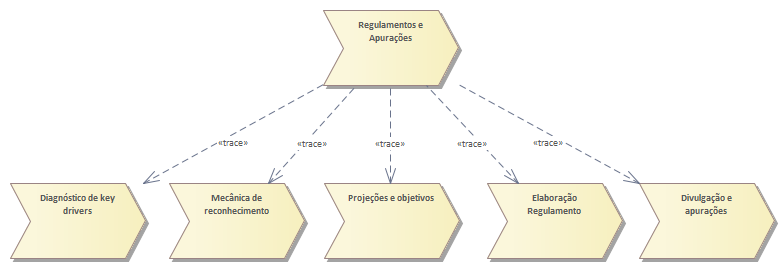 Regulamentos e
Apurações
«trace»
«trace»
«trace»
«trace»
«trace»
Diagnóstico de key
drivers
Mecânica de
reconhecimento
Projeções e objetivos
Elaboração
Regulamento
Divulgação e
apurações